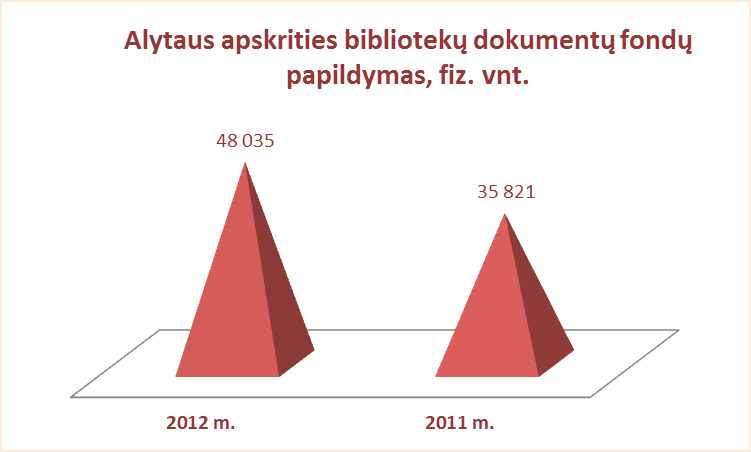 Alytaus apskrities bibliotekų dokumentų fondų
papildymas, fiz. vnt.
48 035
35 821
2012 m.
2011 m.